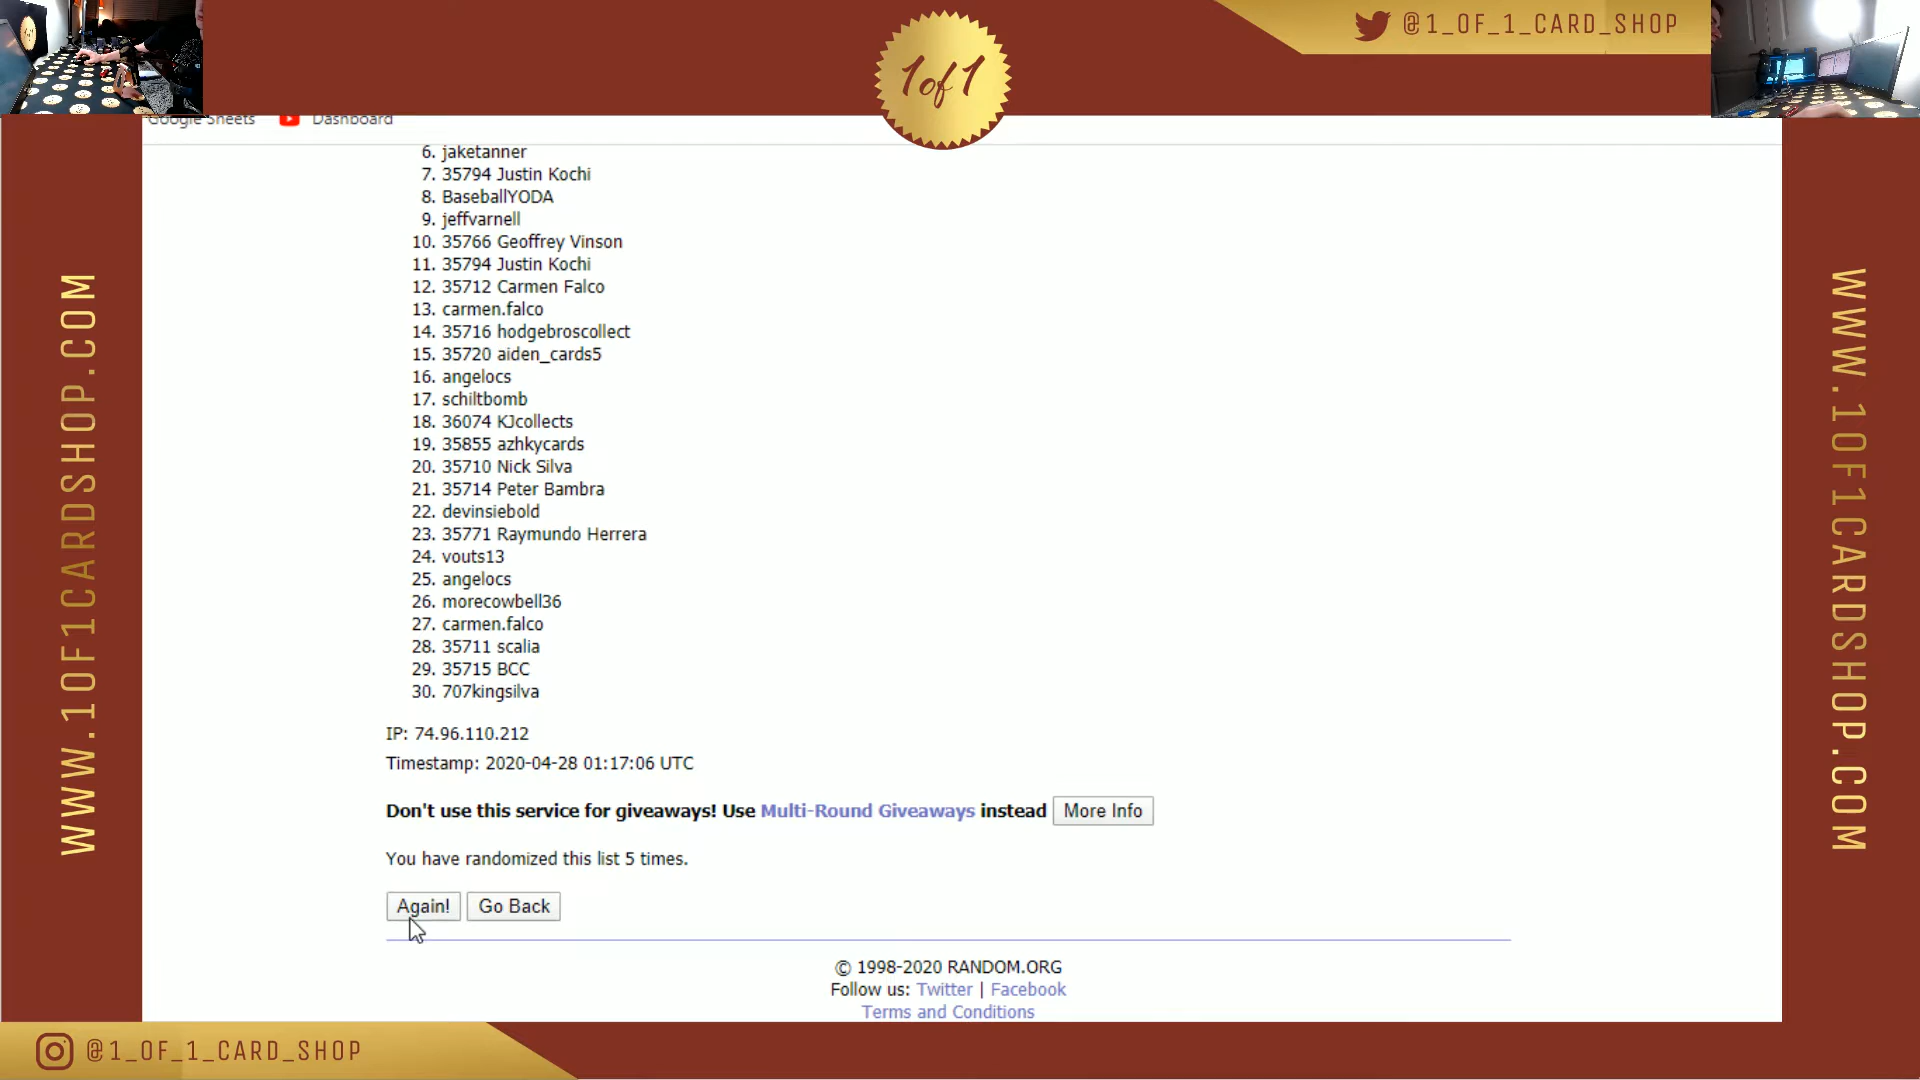 @1_OF_1_CARD_SHOP
1of1
Google Sheets
Dashboard
6. jaketanner
7. 35794 Justin Kochi
8. BaseballYODA
9. jeffvarnell
10. 35766 Geoffrey Vinson
11. 35794 Justin Kochi
12. 35712 Carmen Falco
13. carmen.falco
14. 35716 hodgebroscollect
15. 35720 aiden_cards5
16. angelocs
17. schiltbomb
18. 36074 KJcollects
19. 35855 azhkycards
20. 35710 Nick Silva
21. 35714 Peter Bambra
22. devinsiebold
23. 35771 Raymundo Herrera
24. vouts13
25. angelocs
26. morecowbell36
27. carmen.falco
28. 35711 scalia
29. 35715 BCC
30. 707kingsilva
IP: 74.96.110.212
Timestamp: 2020-04-28 01:17:06 UTC
Don't use this service for giveaways! Use Multi-Round Giveaways instead More Info
You have randomized this list 5 times.
Again! Go Back
© 1998-2020 RANDOM.ORG
Follow us: Twitter | Facebook
Terms and Conditions
WWW.1OF1CARDSHOP.COM
WWW.1OF1CARDSHOP.COM
@1_OF_1_CARD_SHOP